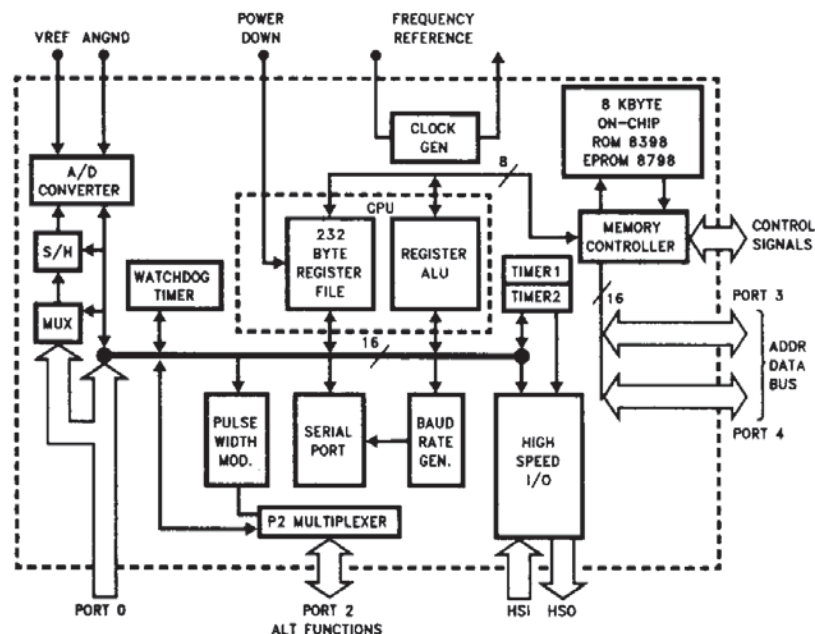 VREF ANGND
POWER
DOWN
FREQUENCY
REFERENCE
CLOCK
GEN
8 KBYTE
ON-CHIP
ROM 8398
EPROM 8798
A/D
CONVERTER
8
CPU
S/H
232
BYTE
REGISTER
FILE
REGISTER
ALU
MEMORY
CONTROLLER
CONTROL
SIGNALS
WATCHDOG
TIMER
TIMER1
TIMER2
MUX
16
16
PORT 3
ADDR
DATA
BUS
PORT 4
PULSE
WIDTH
MOD.
SERIAL
PORT
BAUD
RATE
GEN.
HIGH
SPEED
I/O
P2 MULTIPLEXER
PORT 0
PORT 2
ALT FUNCTIONS
HSI
HSO